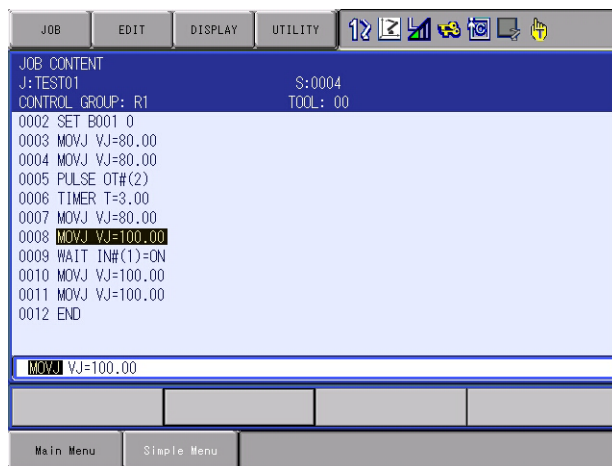 JOB EDIT DISPLAY UTILITY
JOB CONTENT
J:TEST01 S:0004
CONTROL GROUP: R1 TOOL: 00
0002 SET B001 0
0003 MOVJ VJ=80.00
0004 MOVJ VJ=80.00
0005 PULSE OT#(2)
0006 TIMER T=3.00
0007 MOVJ VJ=80.00
0008 MOVJ VJ=100.00
0009 WAIT IN#(1)=ON
0010 MOVJ VJ=100.00
0011 MOVJ VJ=100.00
0012 END
MOVJ VJ=100.00
Main Menu Simple Menu